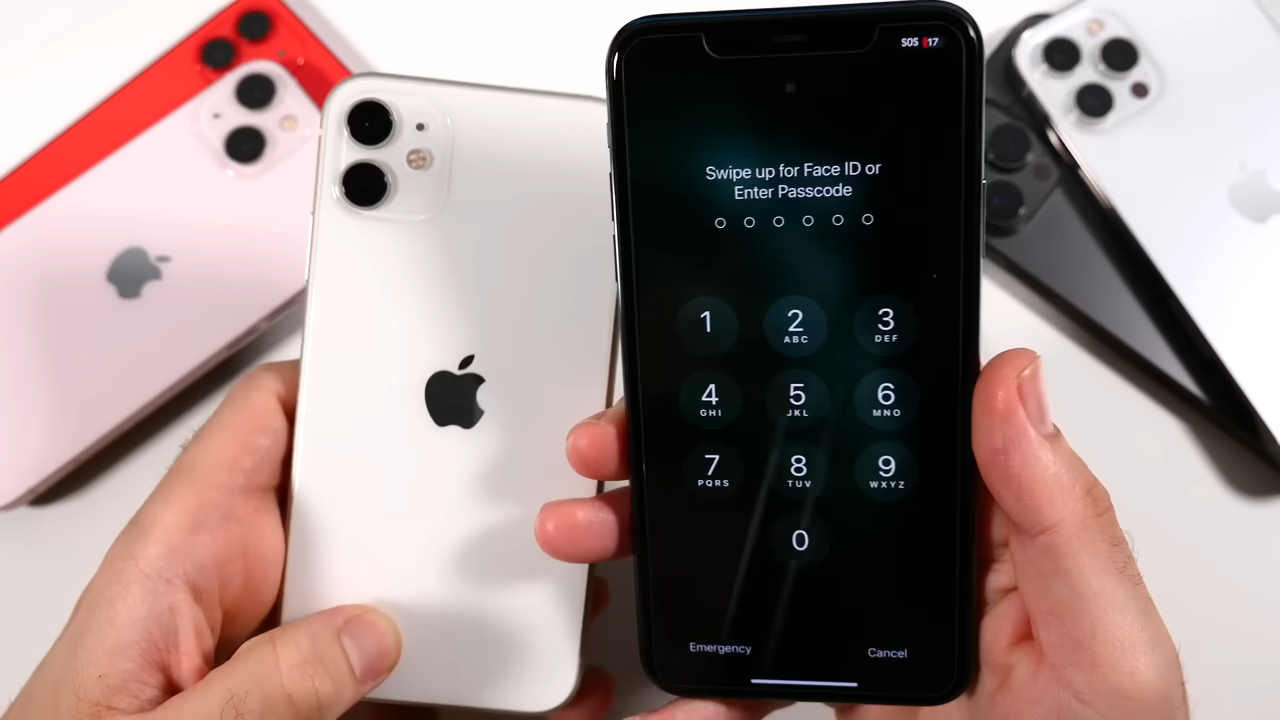 SOS 17
Swipe up for Face ID or
Enter Passcode
1
2
3
ABC
DEF
4
5
6
GHI
JKL
MNO
7
8
9
PQRS
TUV
WXYZ
0
Emergency
Cancel